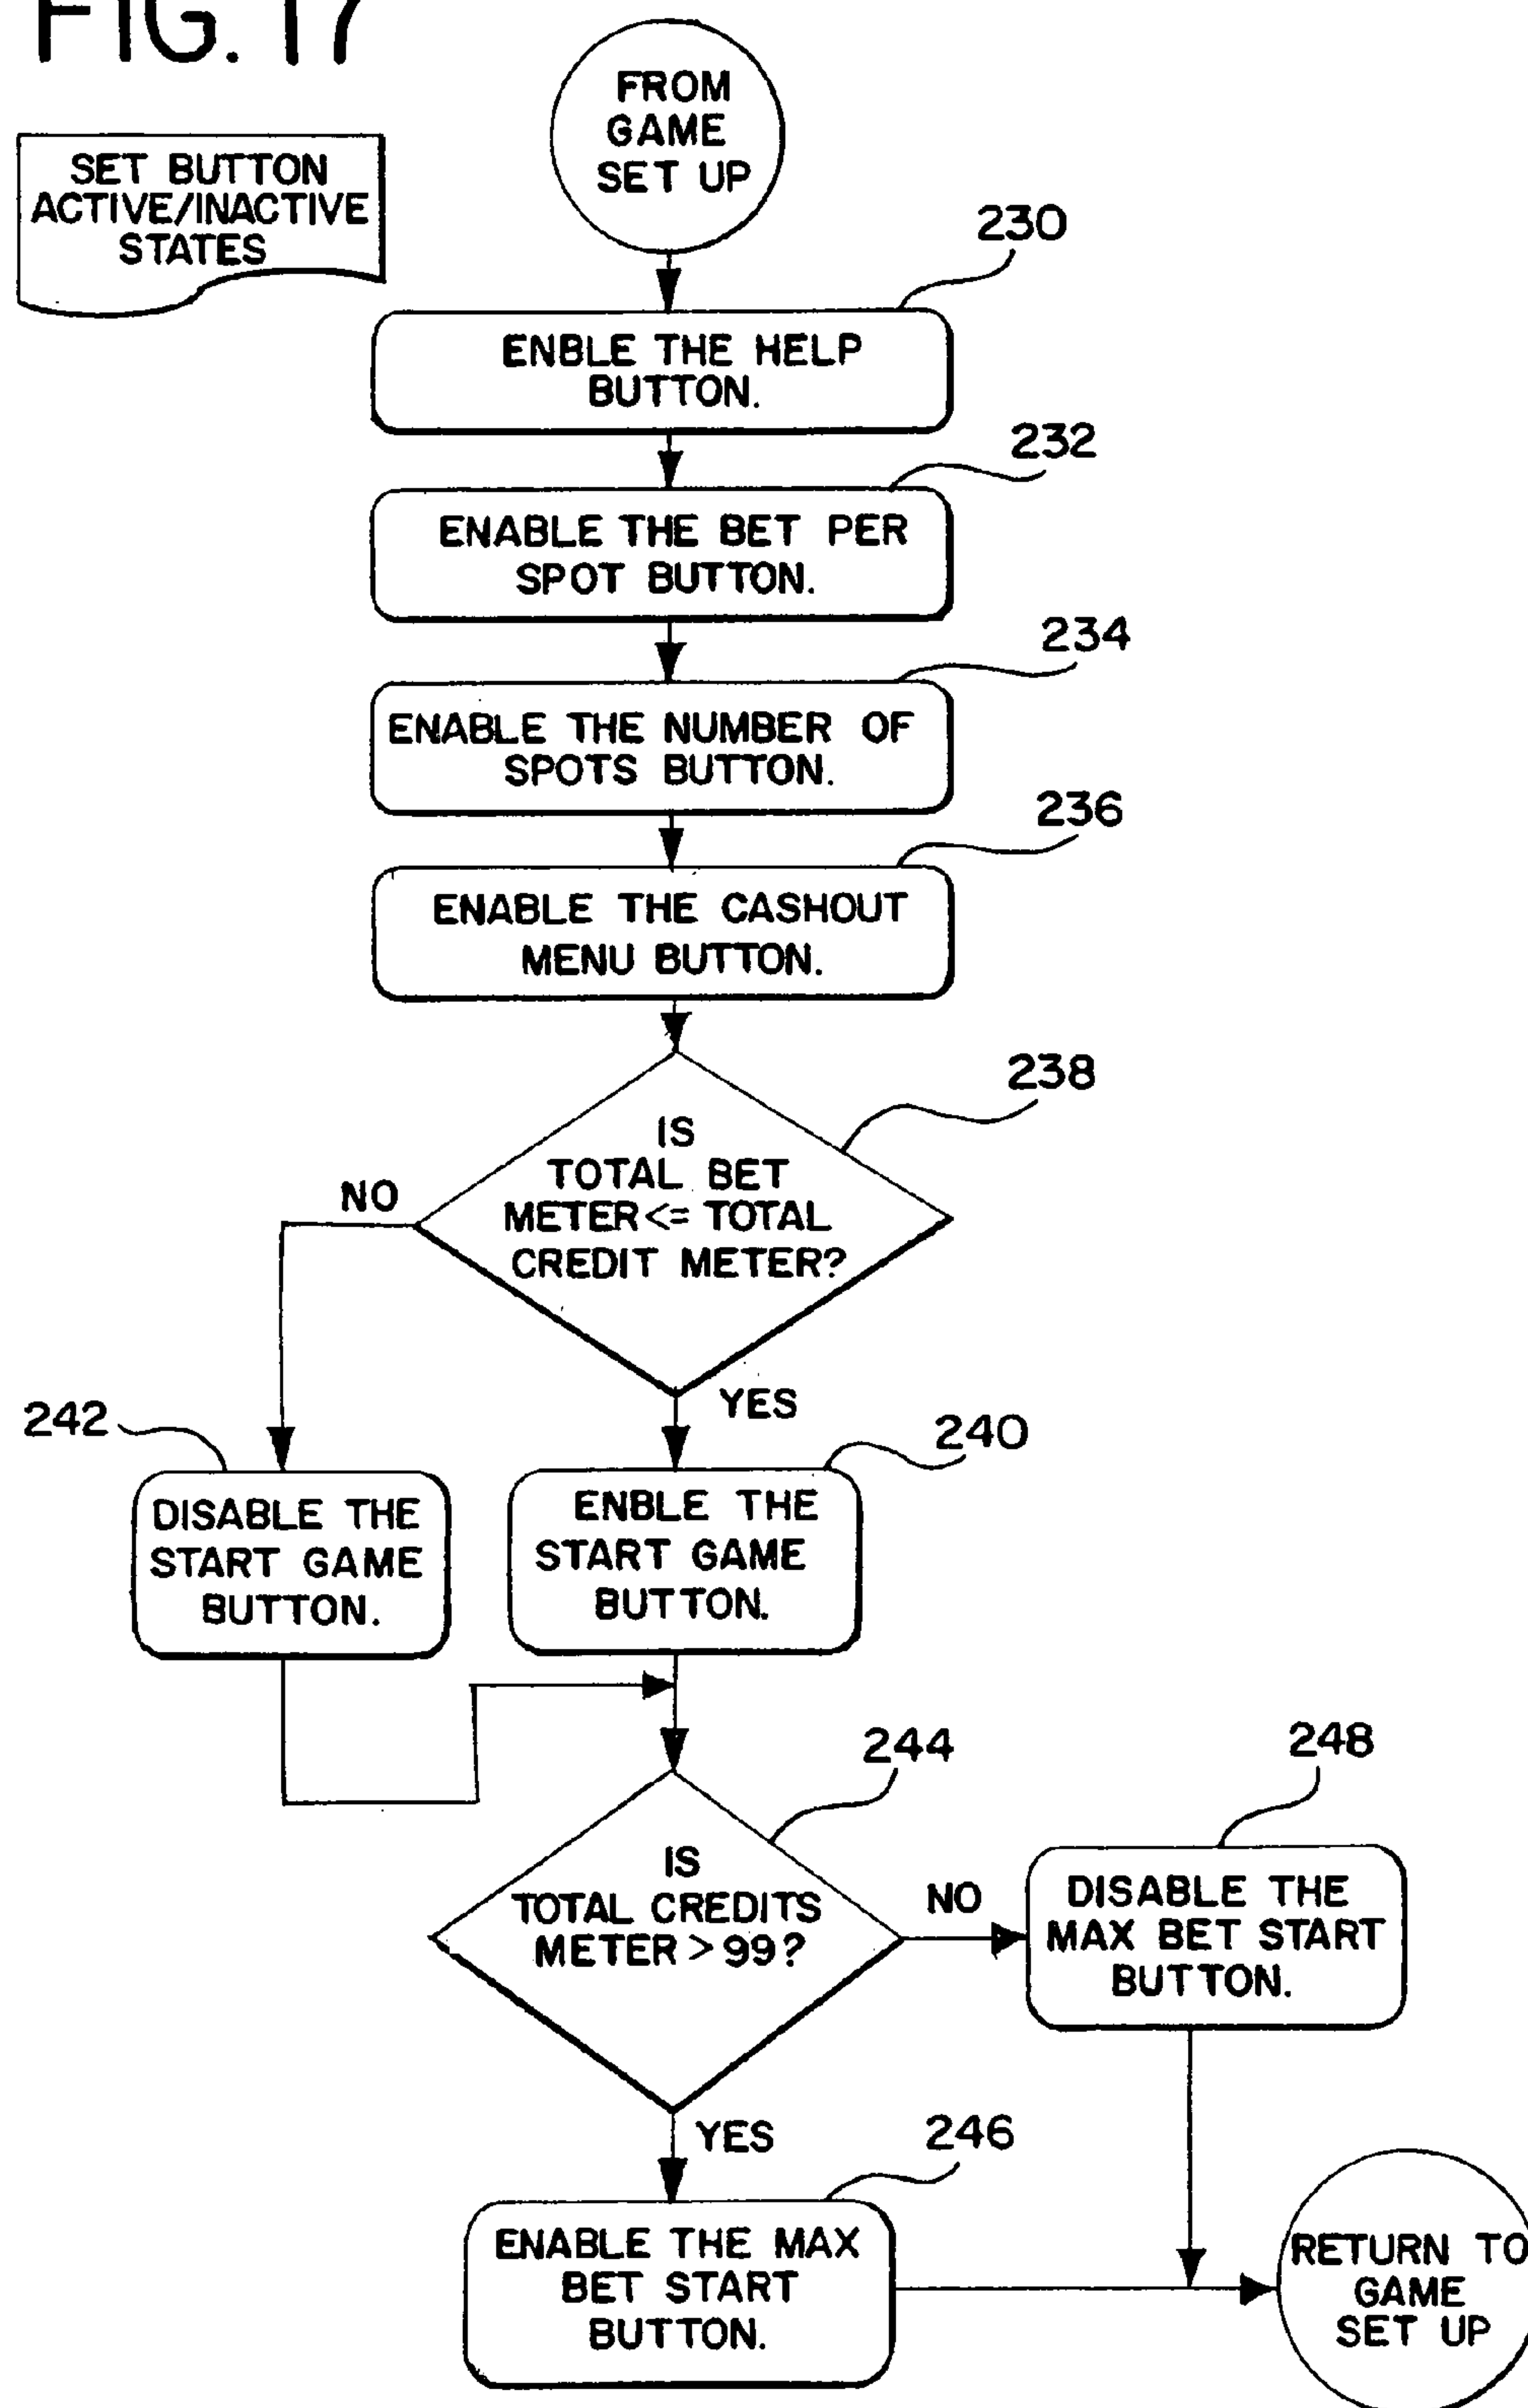 FIG. 17
FROM
GAME
SET UP
SET BUTTON
ACTIVE/INACTIVE
STATES
230
ENBLE THE HELP
BUTTON.
232
ENABLE THE BET PER
SPOT BUTTON.
234
ENABLE THE NUMBER OF
SPOTS BUTTON.
236
ENABLE THE CASHOUT
MENU BUTTON.
238
IS
TOTAL BET
METER <= TOTAL
CREDIT METER?
NO
YES
242
DISABLE THE
START GAME
BUTTON.
240
ENBLE THE
START GAME
BUTTON.
244
IS
TOTAL CREDITS
METER > 99?
NO
248
DISABLE THE
MAX BET START
BUTTON.
YES
246
ENABLE THE MAX
BET START
BUTTON.
RETURN TO
GAME
SET UP